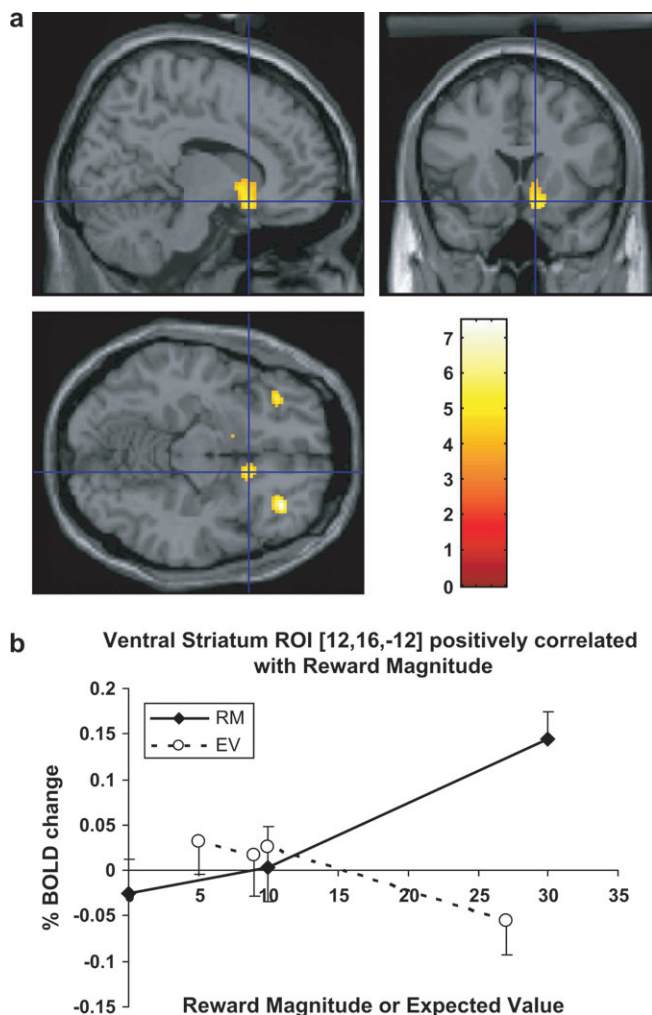 a
7
6
5
4
3
2
1
0
b
Ventral Striatum ROI [12,16,-12] positively correlated
with Reward Magnitude
0.2
0.15
0.1
0.05
0
-0.05
-0.1
-0.15
% BOLD change
RM
EV
5 10 15 20 25 30 35
Reward Magnitude or Expected Value